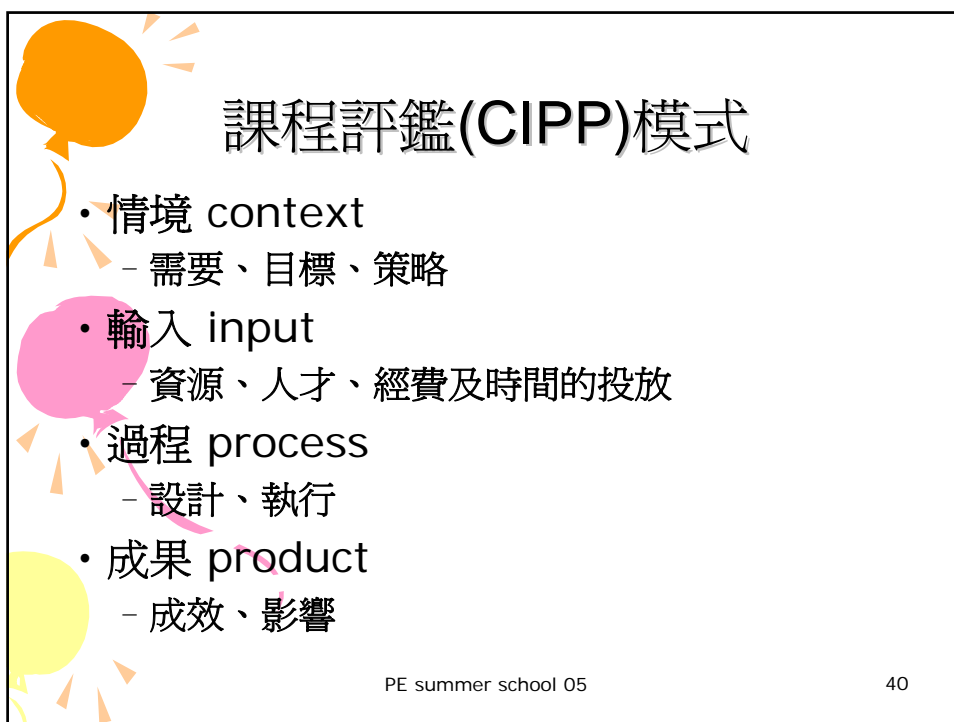 課程評鑑(CIPP)模式
・情境 context
–需要、目標、策略
・輸入 input
–資源、人才、經費及時間的投放
・過程 process
–設計、執行
・成果 product
–成效、影響
PE summer school 05
40